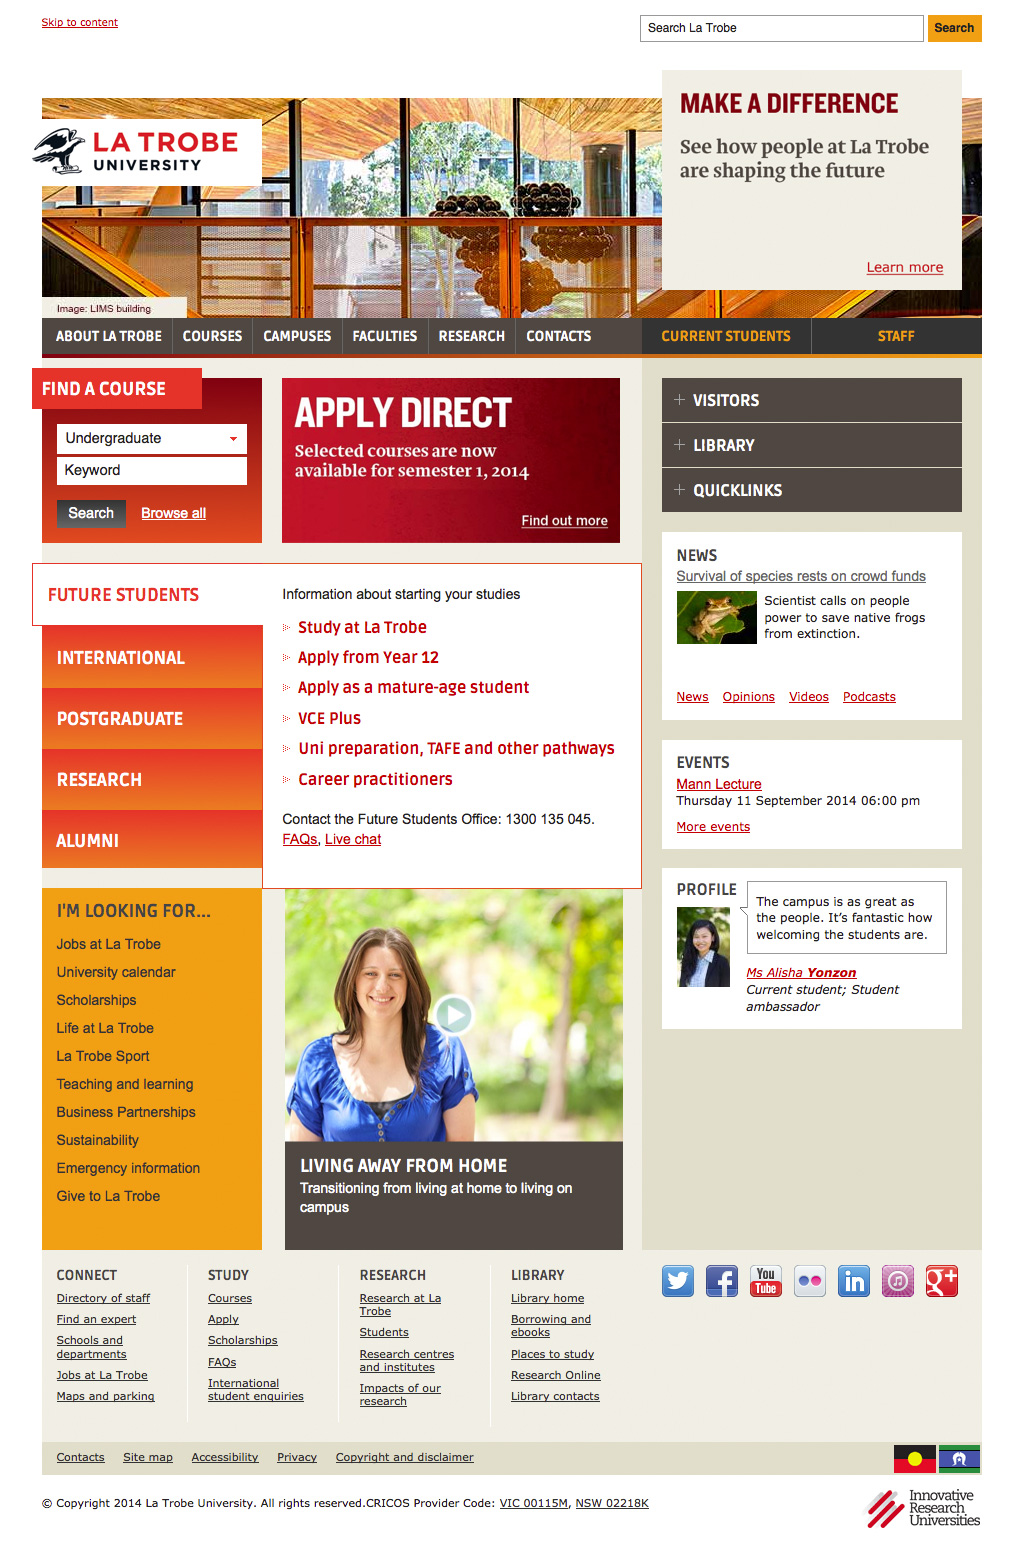 Skip to content
Search La Trobe
Search
MAKE A DIFFERENCE
See how people at La Trobe
are shaping the future
Learn more
LA TROBE
UNIVERSITY
Image: LIMS building
ABOUT LA TROBE
COURSES
CAMPUSES
FACULTIES
RESEARCH
CONTACTS
CURRENT STUDENTS
STAFF
FIND A COURSE
Undergraduate
Keyword
Search
Browse all
APPLY DIRECT
Selected courses are now
available for semester 1, 2014
Find out more
VISITORS
LIBRARY
QUICKLINKS
NEWS
Survival of species rests on crowd funds
Scientist calls on people
power to save native frogs
from extinction.
News
Opinions
Videos
Podcasts
EVENTS
Mann Lecture
Thursday 11 September 2014 06:00 pm
More events
PROFILE
The campus is as great as
the people. It's fantastic how
welcoming the students are.
Ms Alisha Yonzon
Current student; Student
ambassador
FUTURE STUDENTS
INTERNATIONAL
POSTGRADUATE
RESEARCH
ALUMNI
Information about starting your studies
Study at La Trobe
Apply from Year 12
Apply as a mature-age student
VCE Plus
Uni preparation, TAFE and other pathways
Career practitioners
Contact the Future Students Office: 1300 135 045.
FAQs, Live chat
I'M LOOKING FOR...
Jobs at La Trobe
University calendar
Scholarships
Life at La Trobe
La Trobe Sport
Teaching and learning
Business Partnerships
Sustainability
Emergency information
Give to La Trobe
LIVING AWAY FROM HOME
Transitioning from living at home to living on
campus
CONNECT
Directory of staff
Find an expert
Schools and
departments
Jobs at La Trobe
Maps and parking
STUDY
Courses
Apply
Scholarships
FAQs
International
student enquiries
RESEARCH
Research at La
Trobe
Students
Research centres
and institutes
Impacts of our
research
LIBRARY
Library home
Borrowing and
ebooks
Places to study
Research Online
Library contacts
You
Tube
in
g+
Contacts
Site map
Accessibility
Privacy
Copyright and disclaimer
© Copyright 2014 La Trobe University. All rights reserved.CRICOS Provider Code: VIC 00115M, NSW 02218K
Innovative
Research
Universities